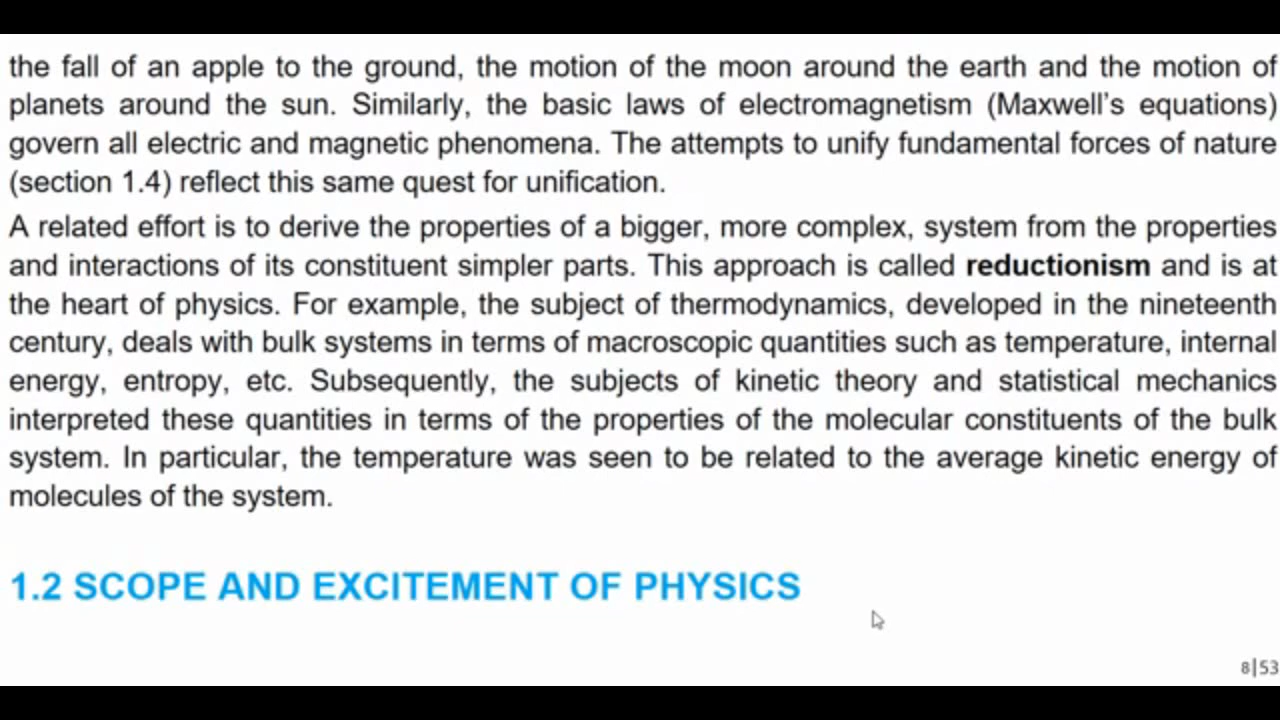 the fall of an apple to the ground, the motion of the moon around the earth and the motion of
planets around the sun. Similarly, the basic laws of electromagnetism (Maxwell's equations)
govern all electric and magnetic phenomena. The attempts to unify fundamental forces of nature
(section 1.4) reflect this same quest for unification.
A related effort is to derive the properties of a bigger, more complex, system from the properties
and interactions of its constituent simpler parts. This approach is called reductionism and is at
the heart of physics. For example, the subject of thermodynamics, developed in the nineteenth
century, deals with bulk systems in terms of macroscopic quantities such as temperature, internal
energy, entropy, etc. Subsequently, the subjects of kinetic theory and statistical mechanics
interpreted these quantities in terms of the properties of the molecular constituents of the bulk
system. In particular, the temperature was seen to be related to the average kinetic energy of
molecules of the system.
1.2 SCOPE AND EXCITEMENT OF PHYSICS
8|53